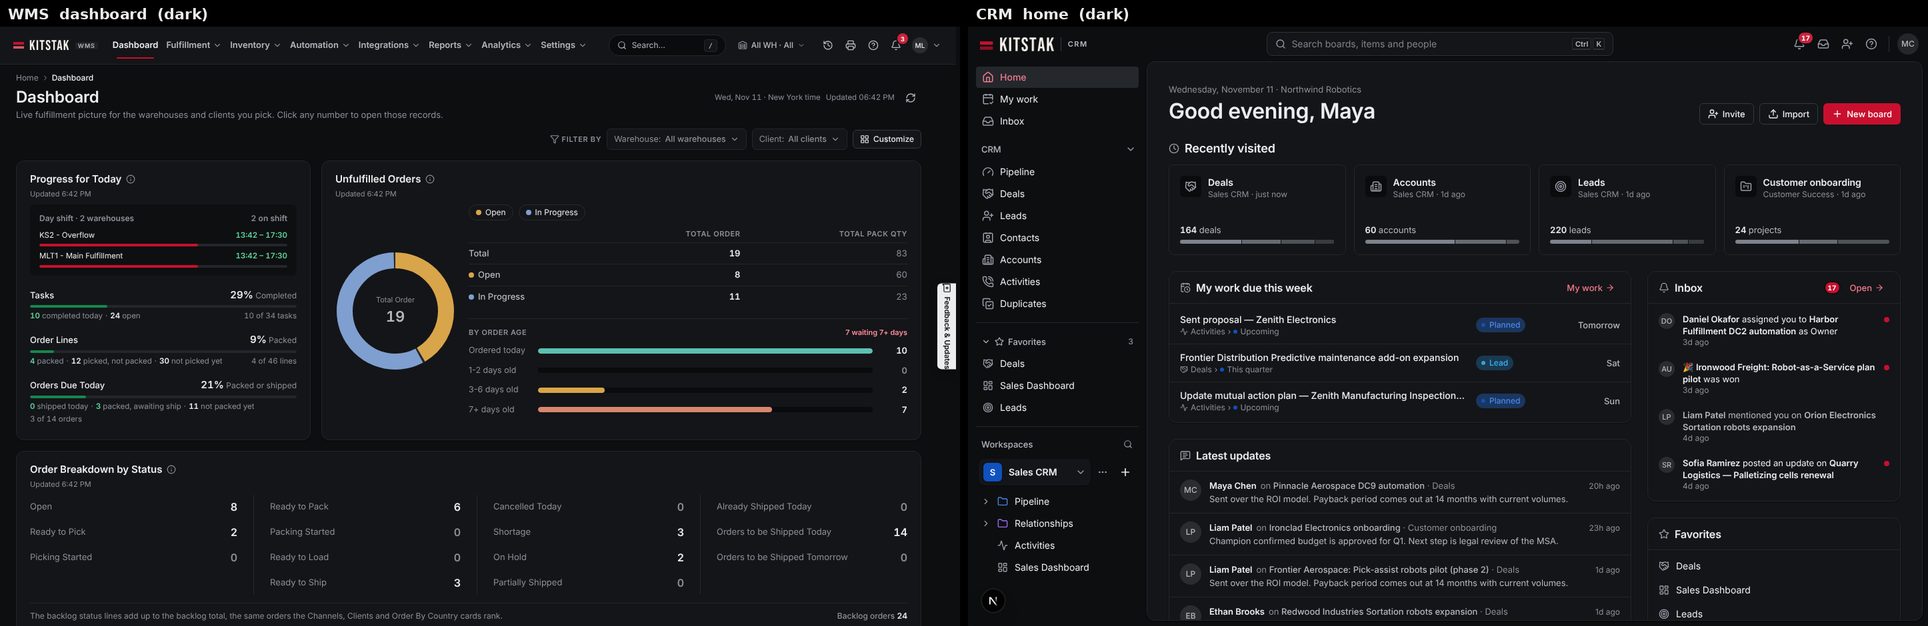 WMS dashboard (dark)
KITSTAK WMS Dashboard Fulfillment Inventory Automation Integrations Reports Analytics Settings Search... / All WH · All 3 ML
Home > Dashboard
Dashboard
Wed, Nov 11 · New York time Updated 06:42 PM
Live fulfillment picture for the warehouses and clients you pick. Click any number to open those records.
FILTER BY Warehouse: All warehouses Client: All clients Customize
Progress for Today
Updated 6:42 PM
Day shift · 2 warehouses 2 on shift
KS2 - Overflow 13:42 – 17:30
MLT1 - Main Fulfillment 13:42 – 17:30
Tasks 29% Completed
10 completed today · 24 open 10 of 34 tasks
Order Lines 9% Packed
4 packed · 12 picked, not packed · 30 not picked yet 4 of 46 lines
Orders Due Today 21% Packed or shipped
0 shipped today · 3 packed, awaiting ship · 11 not packed yet
3 of 14 orders
Unfulfilled Orders
Updated 6:42 PM
Open In Progress
TOTAL ORDER TOTAL PACK QTY
Total 19 83
Open 8 60
In Progress 11 23
Total Order
19
BY ORDER AGE 7 waiting 7+ days
Ordered today 10
1-2 days old 0
3-6 days old 2
7+ days old 7
Feedback & Updates
Order Breakdown by Status
Updated 6:42 PM
Open 8
Ready to Pick 2
Picking Started 0
Ready to Pack 6
Packing Started 0
Ready to Load 0
Ready to Ship 3
Cancelled Today 0
Shortage 3
On Hold 2
Partially Shipped 0
Already Shipped Today 0
Orders to be Shipped Today 14
Orders to be Shipped Tomorrow 0
The backlog status lines add up to the backlog total, the same orders the Channels, Clients and Order By Country cards rank. Backlog orders 24
CRM home (dark)
KITSTAK CRM Search boards, items and people Ctrl K 17 MC
Home
My work
Inbox
CRM
Pipeline
Deals
Leads
Contacts
Accounts
Activities
Duplicates
Favorites 3
Deals
Sales Dashboard
Leads
Workspaces
S Sales CRM ... +
Pipeline
Relationships
Activities
Sales Dashboard
N
Wednesday, November 11 · Northwind Robotics
Good evening, Maya
Invite Import + New board
Recently visited
Deals
Sales CRM · just now
164 deals
Accounts
Sales CRM · 1d ago
60 accounts
Leads
Sales CRM · 1d ago
220 leads
Customer onboarding
Customer Success · 1d ago
24 projects
My work due this week My work →
Sent proposal — Zenith Electronics Planned Tomorrow
Activities › Upcoming
Frontier Distribution Predictive maintenance add-on expansion Lead Sat
Deals › This quarter
Update mutual action plan — Zenith Manufacturing Inspection... Planned Sun
Activities › Upcoming
Latest updates
MC Maya Chen on Pinnacle Aerospace DC9 automation · Deals 20h ago
Sent over the ROI model. Payback period comes out at 14 months with current volumes.
LP Liam Patel on Ironclad Electronics onboarding · Customer onboarding 23h ago
Champion confirmed budget is approved for Q1. Next step is legal review of the MSA.
LP Liam Patel on Frontier Aerospace: Pick-assist robots pilot (phase 2) · Deals 1d ago
Sent over the ROI model. Payback period comes out at 14 months with current volumes.
EB Ethan Brooks on Redwood Industries Sortation robots expansion · Deals 1d ago
Inbox 17 Open →
DO Daniel Okafor assigned you to Harbor
Fulfillment DC2 automation as Owner
3d ago
AU 🎉 Ironwood Freight: Robot-as-a-Service plan
pilot was won
3d ago
LP Liam Patel mentioned you on Orion Electronics
Sortation robots expansion
4d ago
SR Sofia Ramirez posted an update on Quarry
Logistics — Palletizing cells renewal
4d ago
Favorites
Deals
Sales Dashboard
Leads